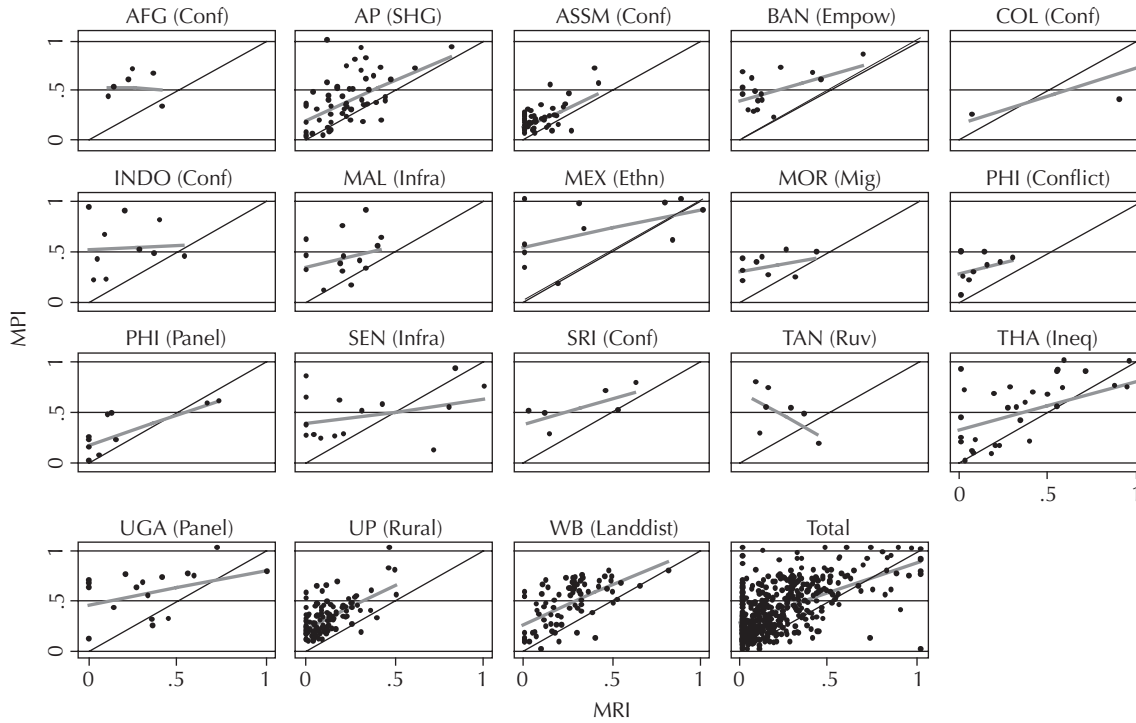 AFG (Conf) AP (SHG) ASSM (Conf) BAN (Empow) COL (Conf)
1
.5
0
INDO (Conf) MAL (Infra) MEX (Ethn) MOR (Mig) PHI (Conflict)
1
.5
0
MPI
PHI (Panel) SEN (Infra) SRI (Conf) TAN (Ruv) THA (Ineq)
1
.5
0
0 .5 1
UGA (Panel) UP (Rural) WB (Landdist) Total
1
.5
0
0 .5 1 0 .5 1 0 .5 1 0 .5 1
MRI